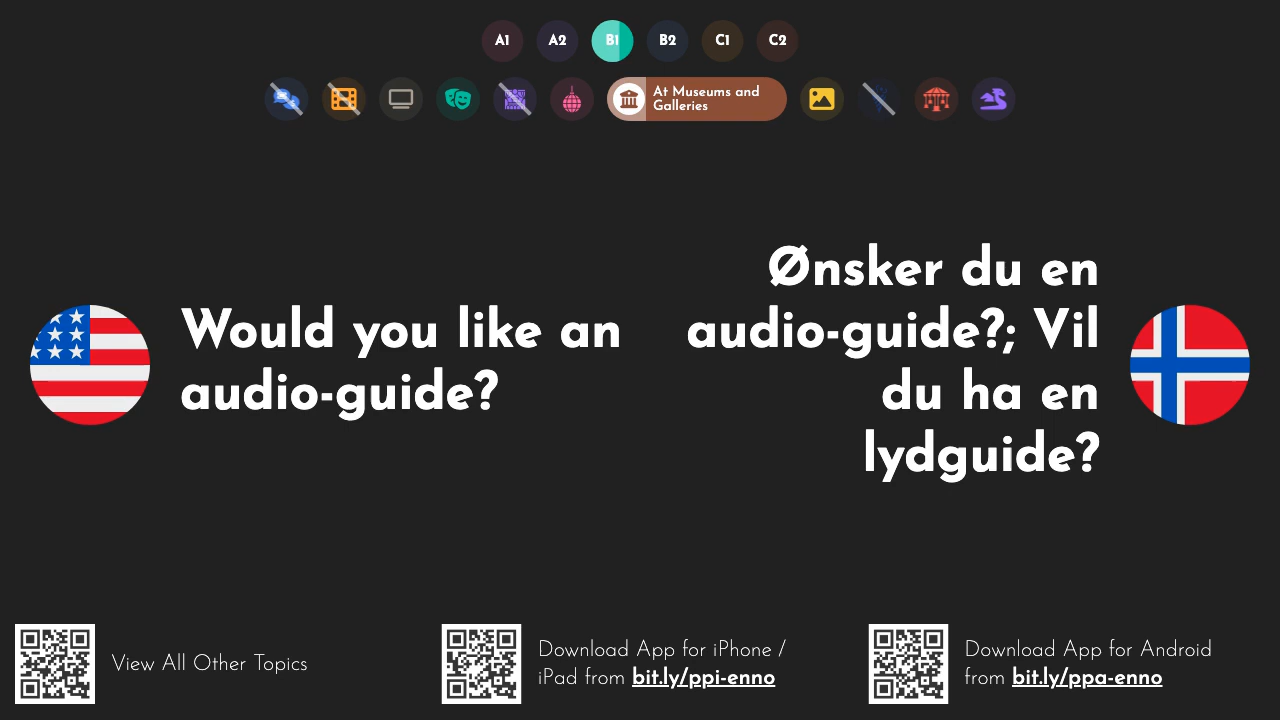 A1 A2 B1 B2 C1 C2
At Museums and
Galleries
Would you like an
audio-guide?
Ønsker du en
audio-guide?; Vil
du ha en
lydguide?
View All Other Topics
Download App for iPhone /
iPad from bit.ly/ppi-enno
Download App for Android
from bit.ly/ppa-enno